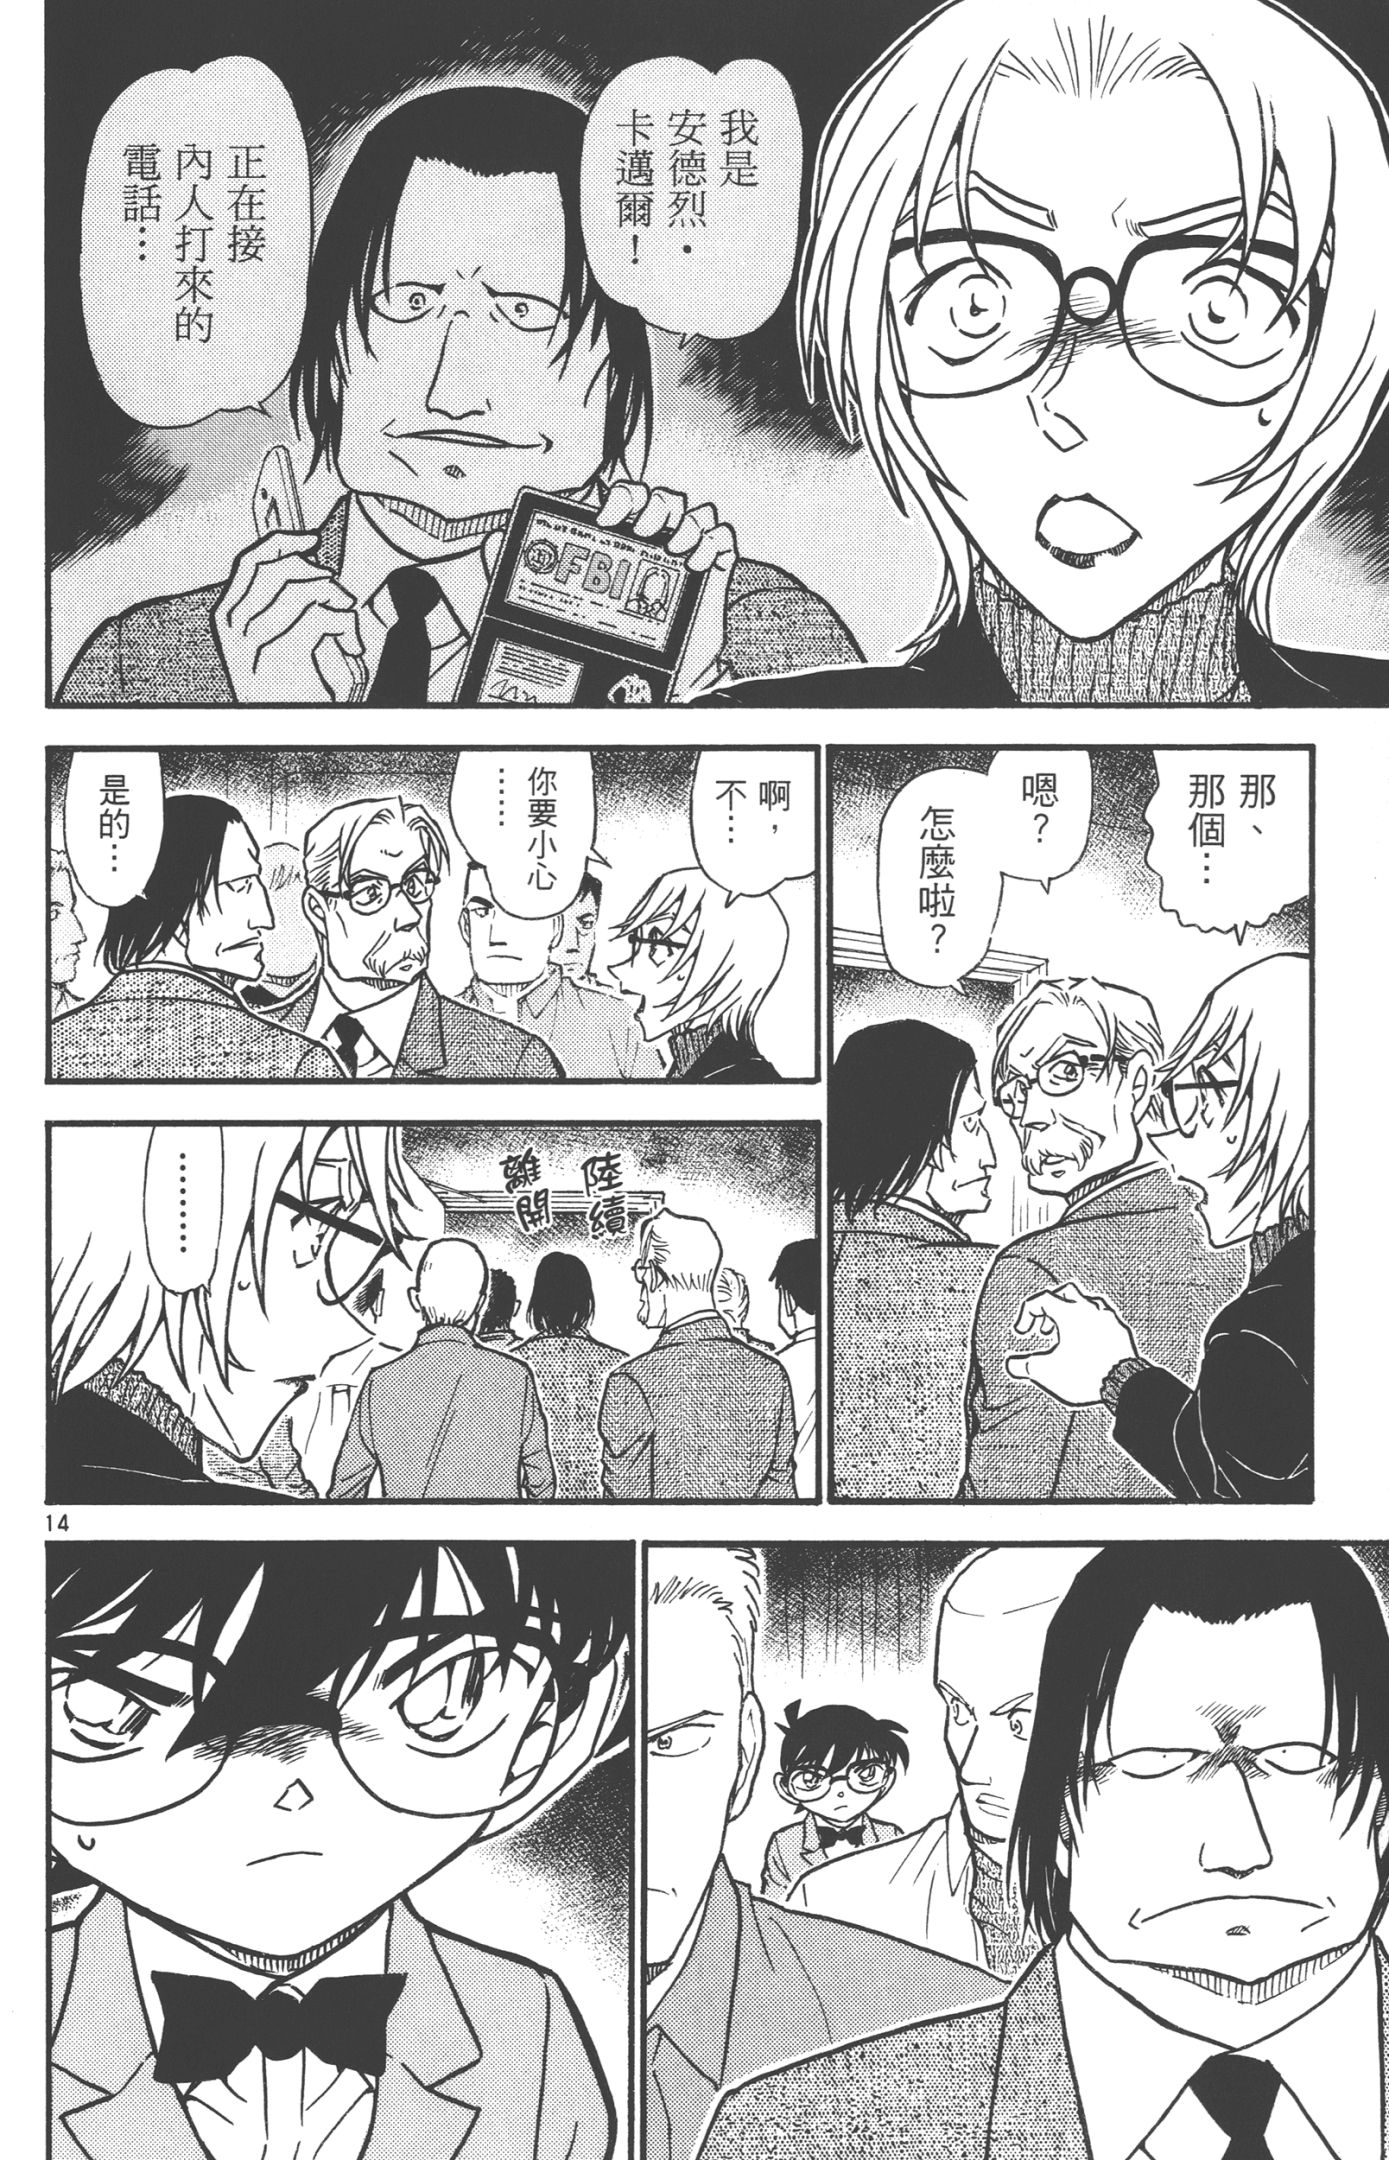 我是
安德烈・
卡邁爾！
正在接
內人打來的
電話…
FBI
那、
那個…
嗯？
怎麼啦？
啊，
不…
你要小心
……
是的…
陸續
離開
………
14